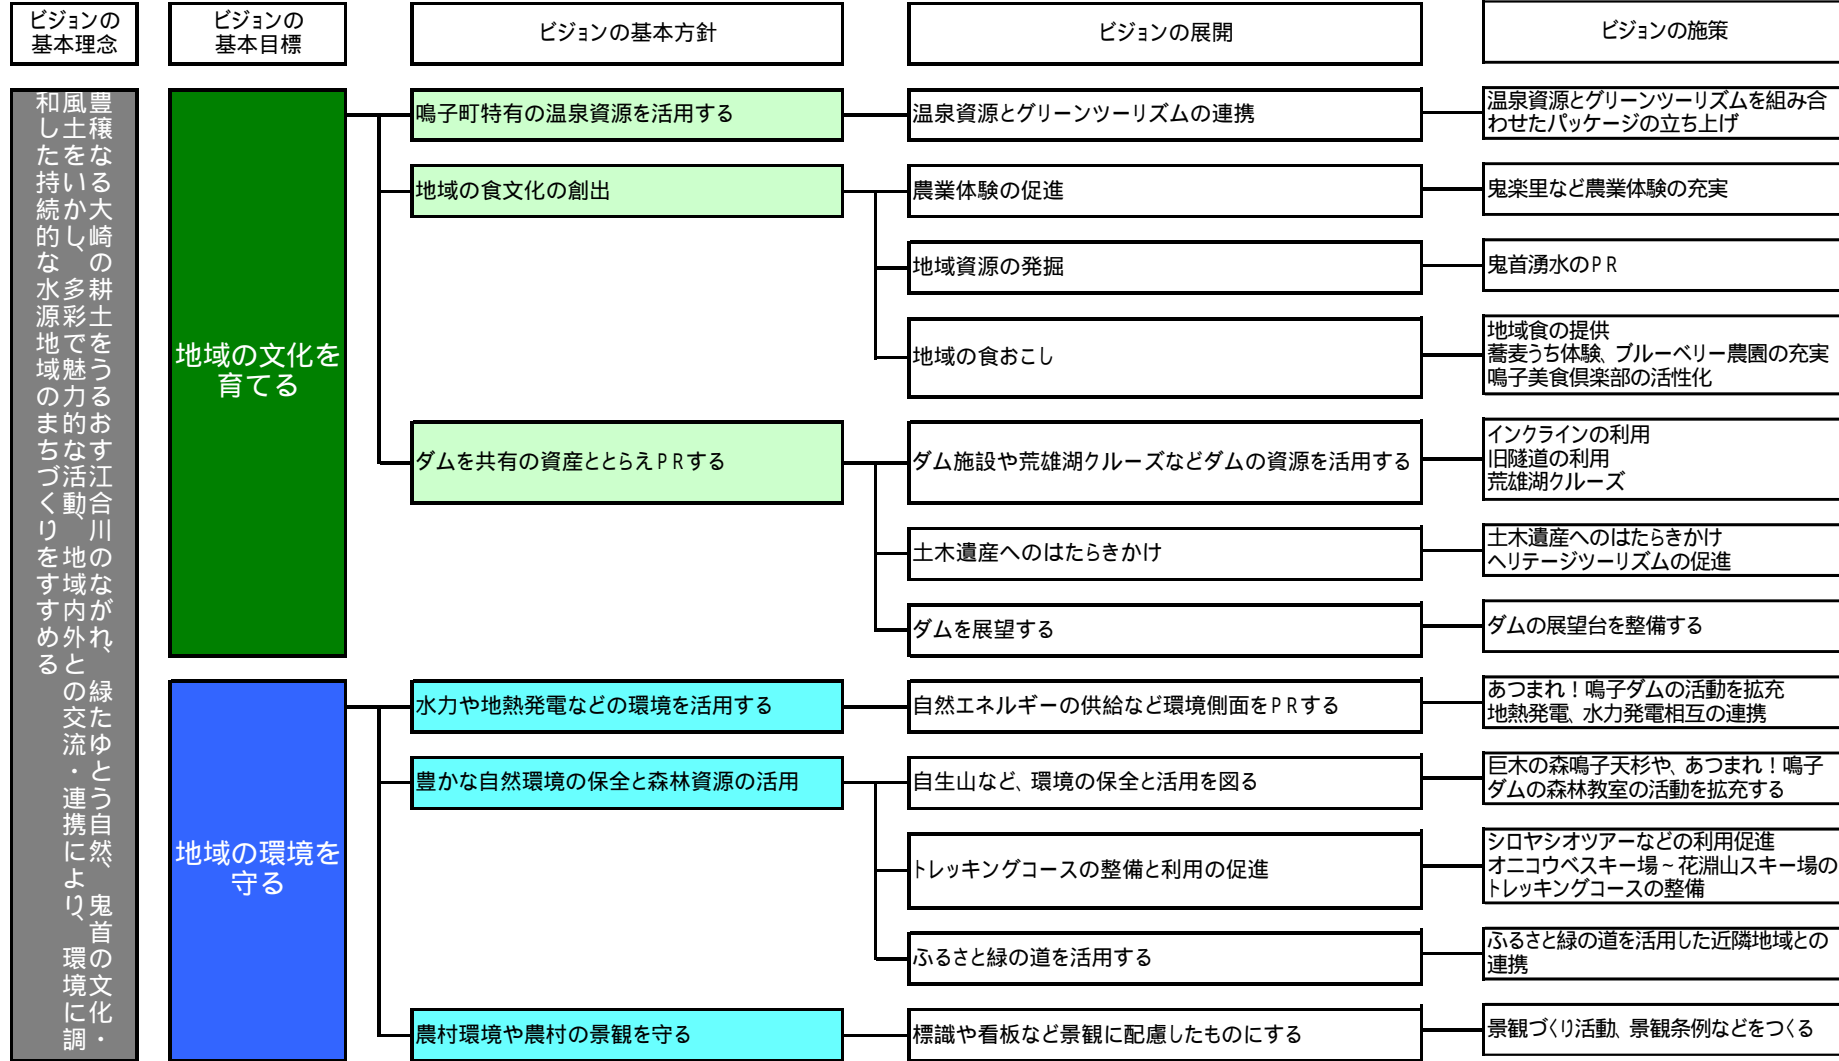 ビジョンの
基本理念
ビジョンの
基本目標
ビジョンの基本方針
ビジョンの展開
ビジョンの施策
豊穣なる大崎の耕土をうるおす江合川のながれ、緑たゆとう自然、鬼首の文化・
風土をいかし、多彩で魅力的な活動、地域内外との交流・連携により、環境に調
和した持続的な水源地域のまちづくりをすすめる
地域の文化を
育てる
鳴子町特有の温泉資源を活用する
温泉資源とグリーンツーリズムの連携
温泉資源とグリーンツーリズムを組み合
わせたパッケージの立ち上げ
地域の食文化の創出
農業体験の促進
鬼楽里など農業体験の充実
地域資源の発掘
鬼首湧水のPR
地域の食おこし
地域食の提供
蕎麦うち体験、ブルーベリー農園の充実
鳴子美食倶楽部の活性化
ダムを共有の資産ととらえPRする
ダム施設や荒雄湖クルーズなどダムの資源を活用する
インクラインの利用
旧隧道の利用
荒雄湖クルーズ
土木遺産へのはたらきかけ
土木遺産へのはたらきかけ
ヘリテージツーリズムの促進
ダムを展望する
ダムの展望台を整備する
地域の環境を
守る
水力や地熱発電などの環境を活用する
自然エネルギーの供給など環境側面をPRする
あつまれ！鳴子ダムの活動を拡充
地熱発電、水力発電相互の連携
豊かな自然環境の保全と森林資源の活用
自生山など、環境の保全と活用を図る
巨木の森鳴子天杉や、あつまれ！鳴子
ダムの森林教室の活動を拡充する
トレッキングコースの整備と利用の促進
シロヤシオツアーなどの利用促進
オニコウベスキー場～花淵山スキー場の
トレッキングコースの整備
ふるさと緑の道を活用する
ふるさと緑の道を活用した近隣地域との
連携
農村環境や農村の景観を守る
標識や看板など景観に配慮したものにする
景観づくり活動、景観条例などをつくる